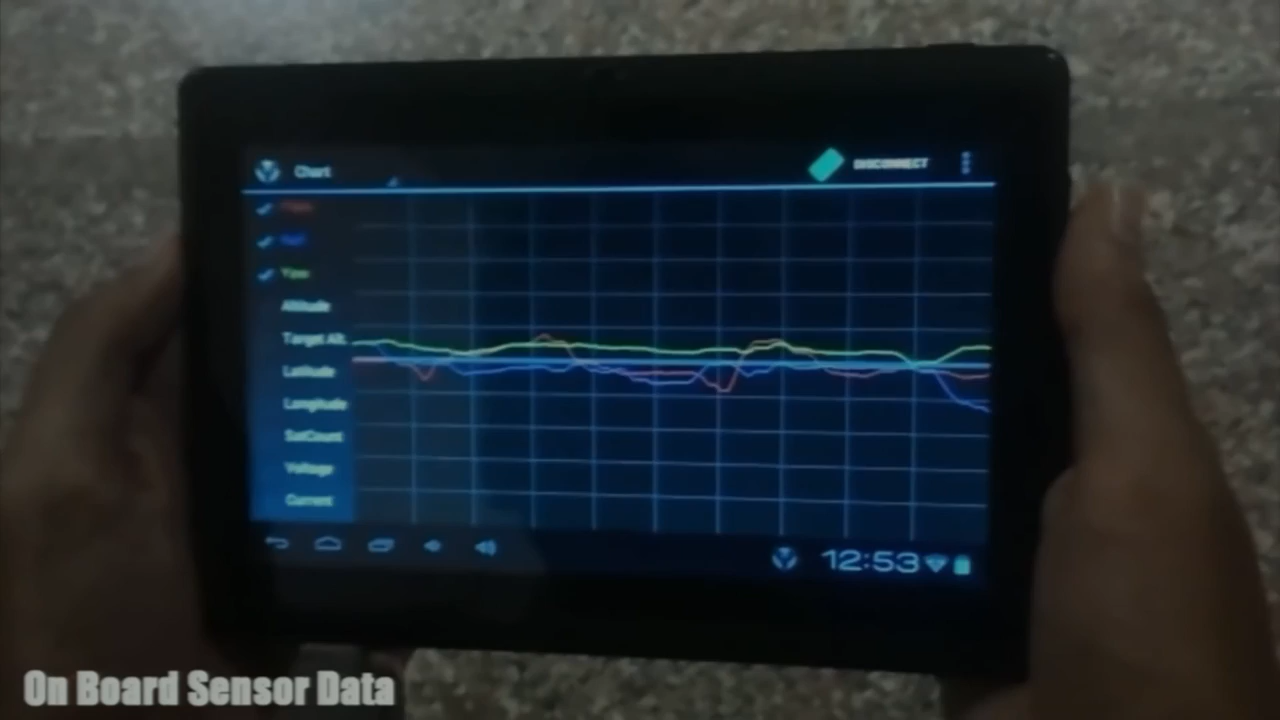 Chart
DISCONNECT
Pitch
Roll
Yaw
Altitude
Target Alt.
Latitude
Longitude
SatCount
Voltage
Current
12:53
On Board Sensor Data